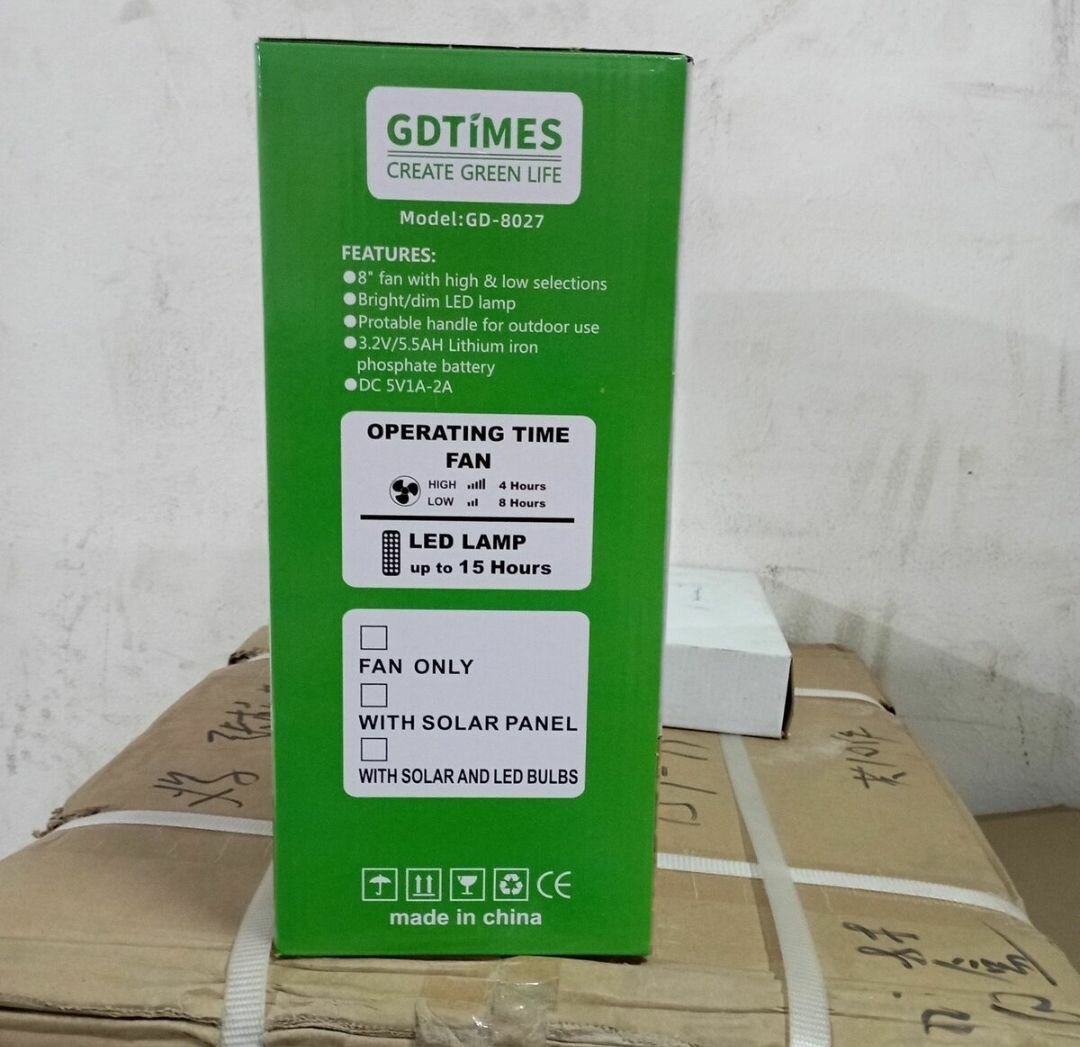 GDTiMES
CREATE GREEN LIFE
Model:GD-8027
FEATURES:
●8" fan with high & low selections
●Bright/dim LED lamp
●Protable handle for outdoor use
●3.2V/5.5AH Lithium iron
phosphate battery
●DC 5V1A-2A
OPERATING TIME
FAN
HIGH 4 Hours
LOW 8 Hours
LED LAMP
up to 15 Hours
FAN ONLY
WITH SOLAR PANEL
WITH SOLAR AND LED BULBS
CE
made in china